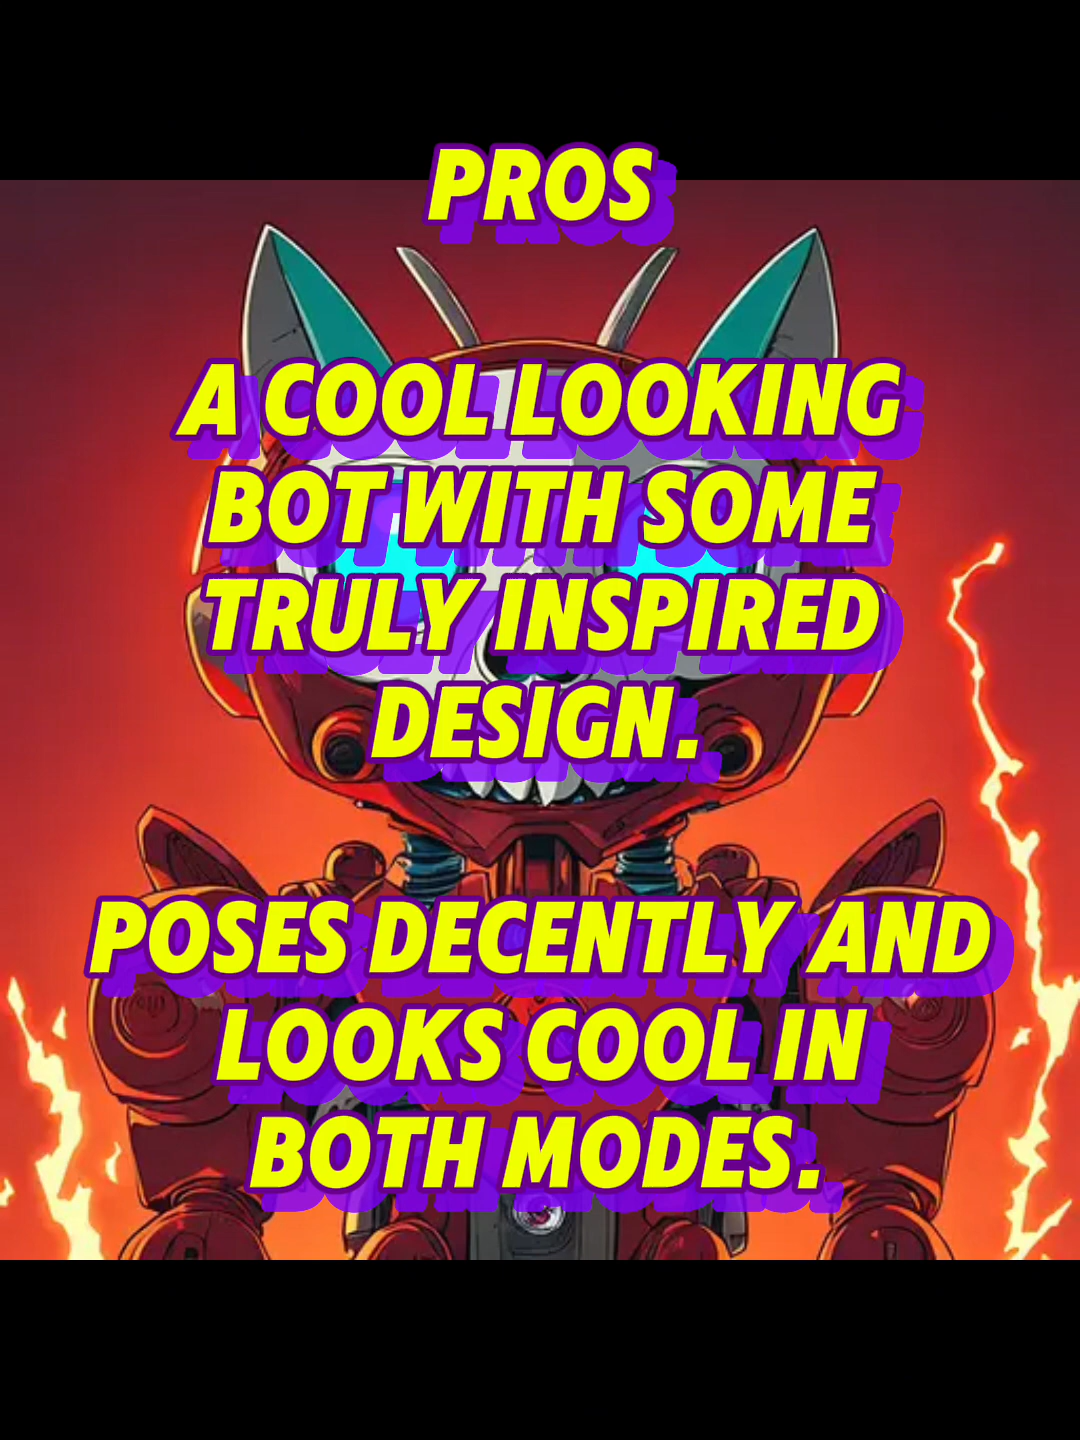 PROS
A COOL LOOKING
BOT WITH SOME
TRULY INSPIRED
DESIGN.
POSES DECENTLY AND
LOOKS COOL IN
BOTH MODES.